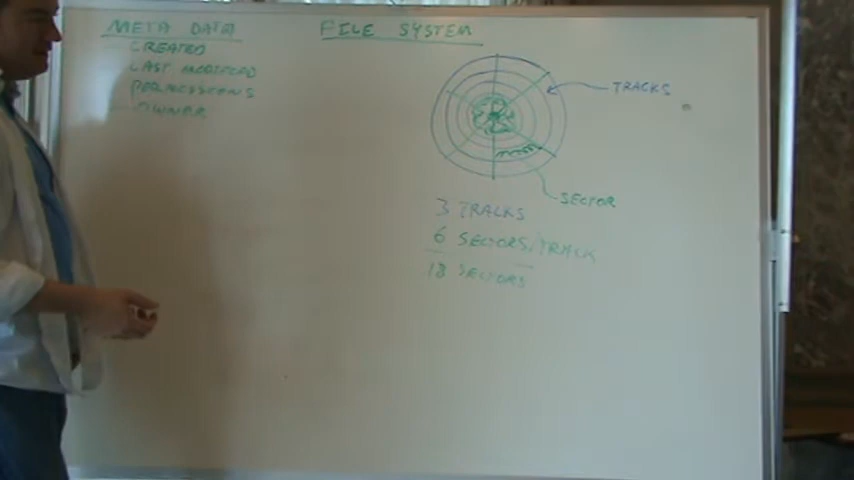 META DATA
CREATED
LAST MODIFIED
PERMISSIONS
OWNER
FILE SYSTEM
TRACKS
SECTOR
3 TRACKS
6 SECTORS/TRACK
18 SECTORS